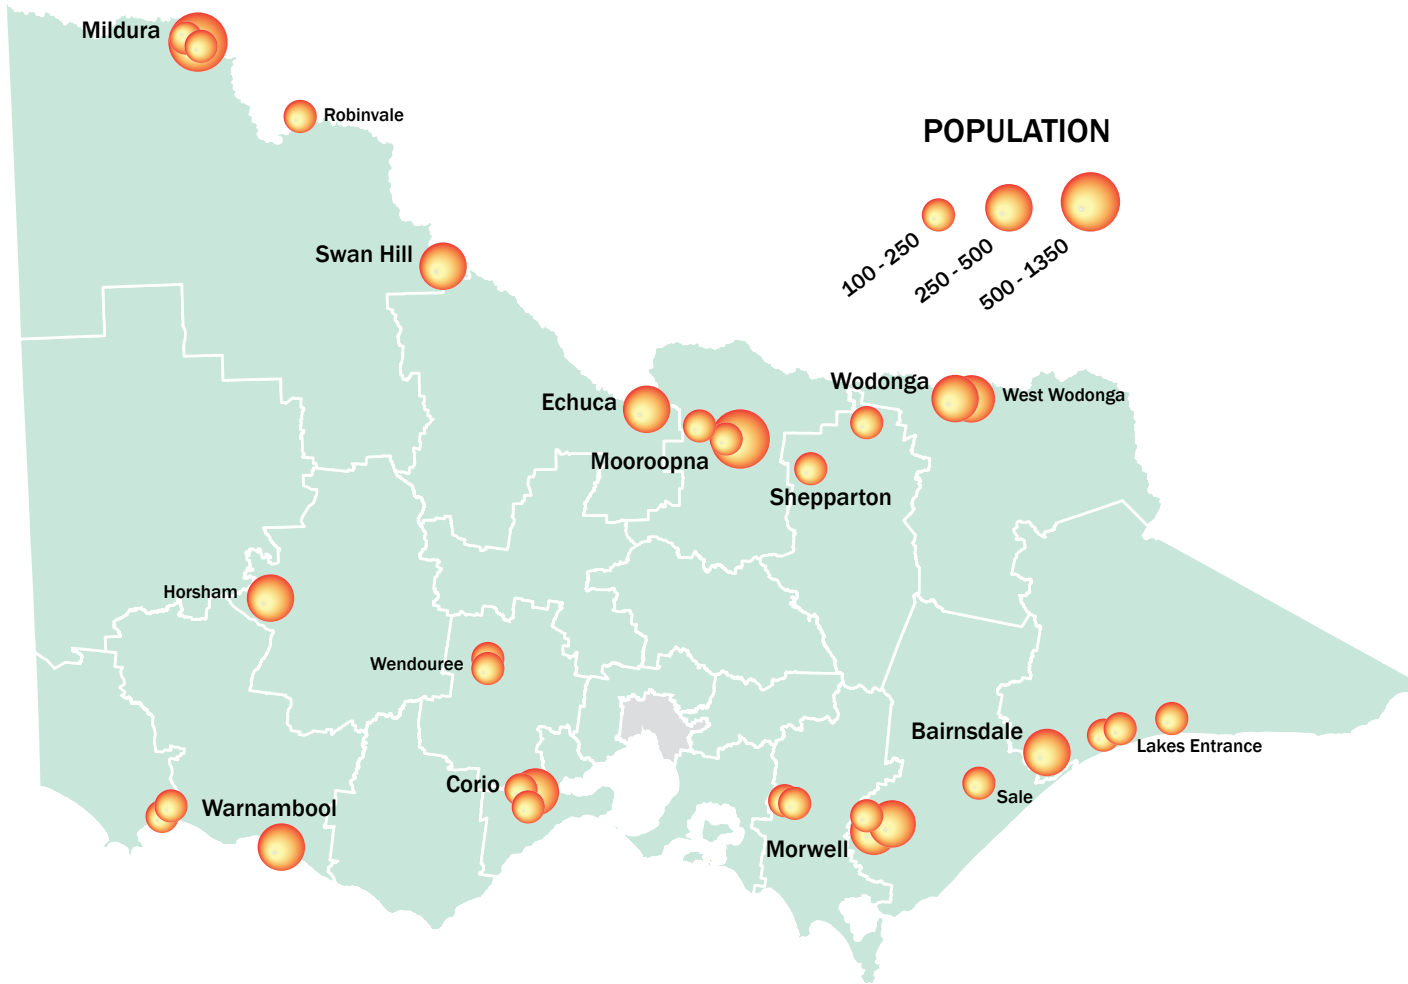 Mildura
Robinvale
POPULATION
100 - 250
250 - 500
500 - 1350
Swan Hill
Wodonga
West Wodonga
Echuca
Mooroopna
Shepparton
Horsham
Wendouree
Bairnsdale
Lakes Entrance
Corio
Sale
Warnambool
Morwell